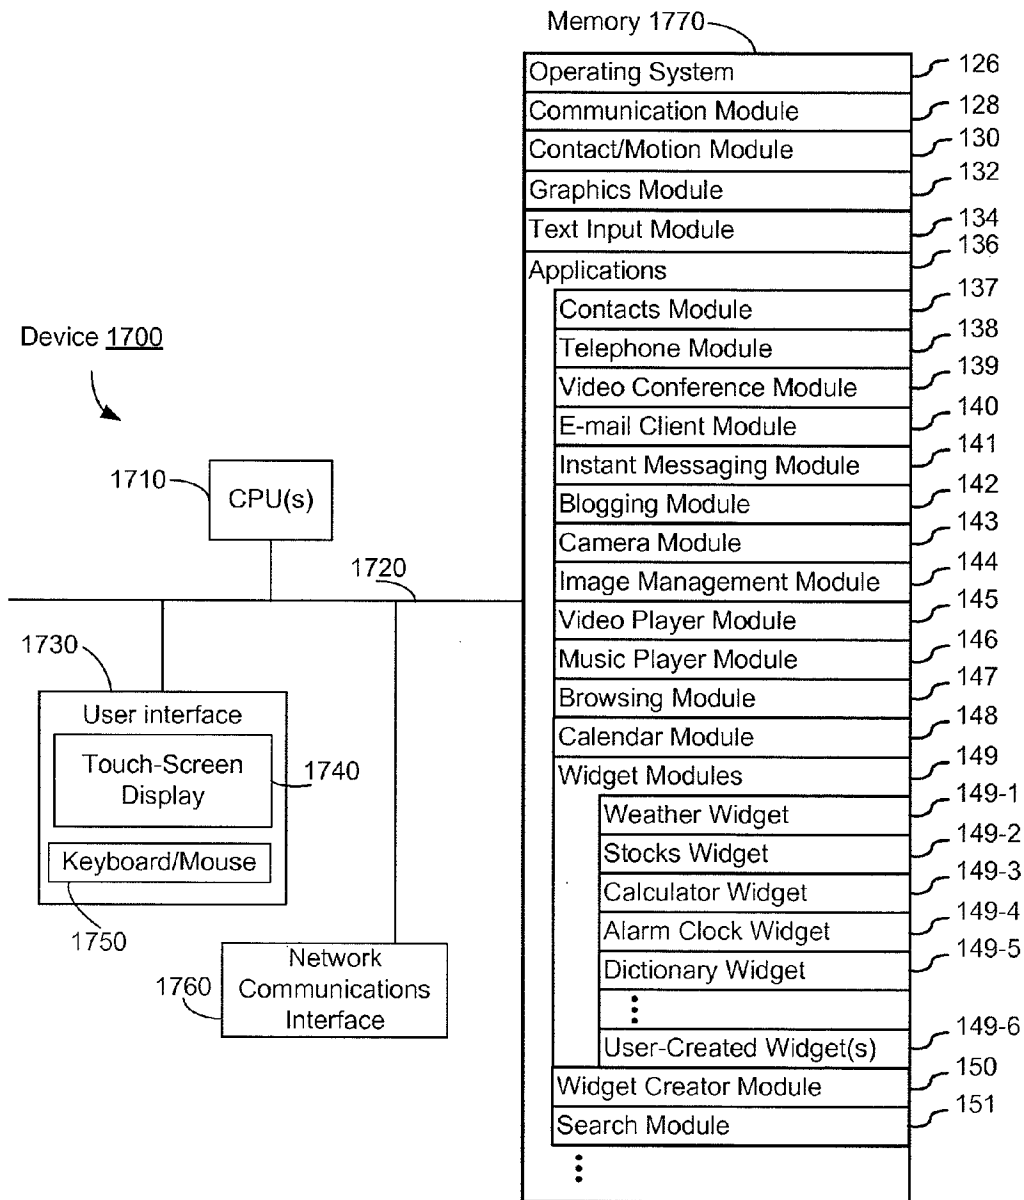 Memory 1770
Operating System 126
Communication Module 128
Contact/Motion Module 130
Graphics Module 132
Text Input Module 134
Applications 136
Contacts Module 137
Telephone Module 138
Video Conference Module 139
E-mail Client Module 140
Instant Messaging Module 141
Blogging Module 142
Camera Module 143
Image Management Module 144
Video Player Module 145
Music Player Module 146
Browsing Module 147
Calendar Module 148
Widget Modules 149
Weather Widget 149-1
Stocks Widget 149-2
Calculator Widget 149-3
Alarm Clock Widget 149-4
Dictionary Widget 149-5
User-Created Widget(s) 149-6
Widget Creator Module 150
Search Module 151
Device 1700
1710
CPU(s)
1720
1730
User interface
Touch-Screen
Display
1740
Keyboard/Mouse
1750
1760
Network
Communications
Interface